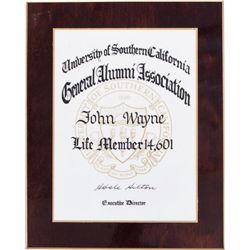 University of Southern California
General Alumni Association
John Wayne
Life Member 14,601
Executive Director